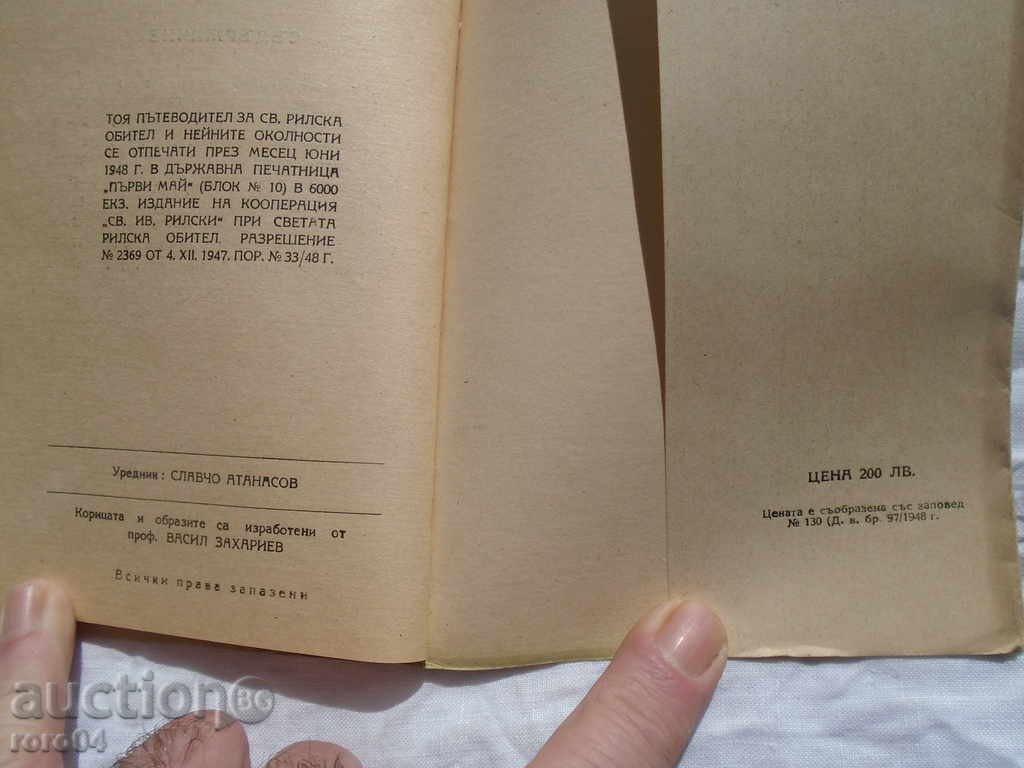 ТОЯ ПЪТЕВОДИТЕЛ ЗА СВ. РИЛСКА
ОБИТЕЛ И НЕЙНИТЕ ОКОЛНОСТИ
СЕ ОТПЕЧАТИ ПРЕЗ МЕСЕЦ ЮНИ
1948 Г. В ДЪРЖАВНА ПЕЧАТНИЦА
„ПЪРВИ МАЙ“ (БЛОК № 10) В 6000
ЕКЗ. ИЗДАНИЕ НА КООПЕРАЦИЯ
„СВ. ИВ. РИЛСКИ“ ПРИ СВЕТАТА
РИЛСКА ОБИТЕЛ. РАЗРЕШЕНИЕ
№ 2369 ОТ 4. XII. 1947. ПОР. № 33/48 Г.
Уредник: СЛАВЧО АТАНАСОВ
Корицата и образите са изработени от
проф. ВАСИЛ ЗАХАРИЕВ
Всички права запазени
ЦЕНА 200 ЛВ.
Цената е съобразена със заповед
№ 130 (Д. в. бр. 97/1948 г.
auction BG
roro04